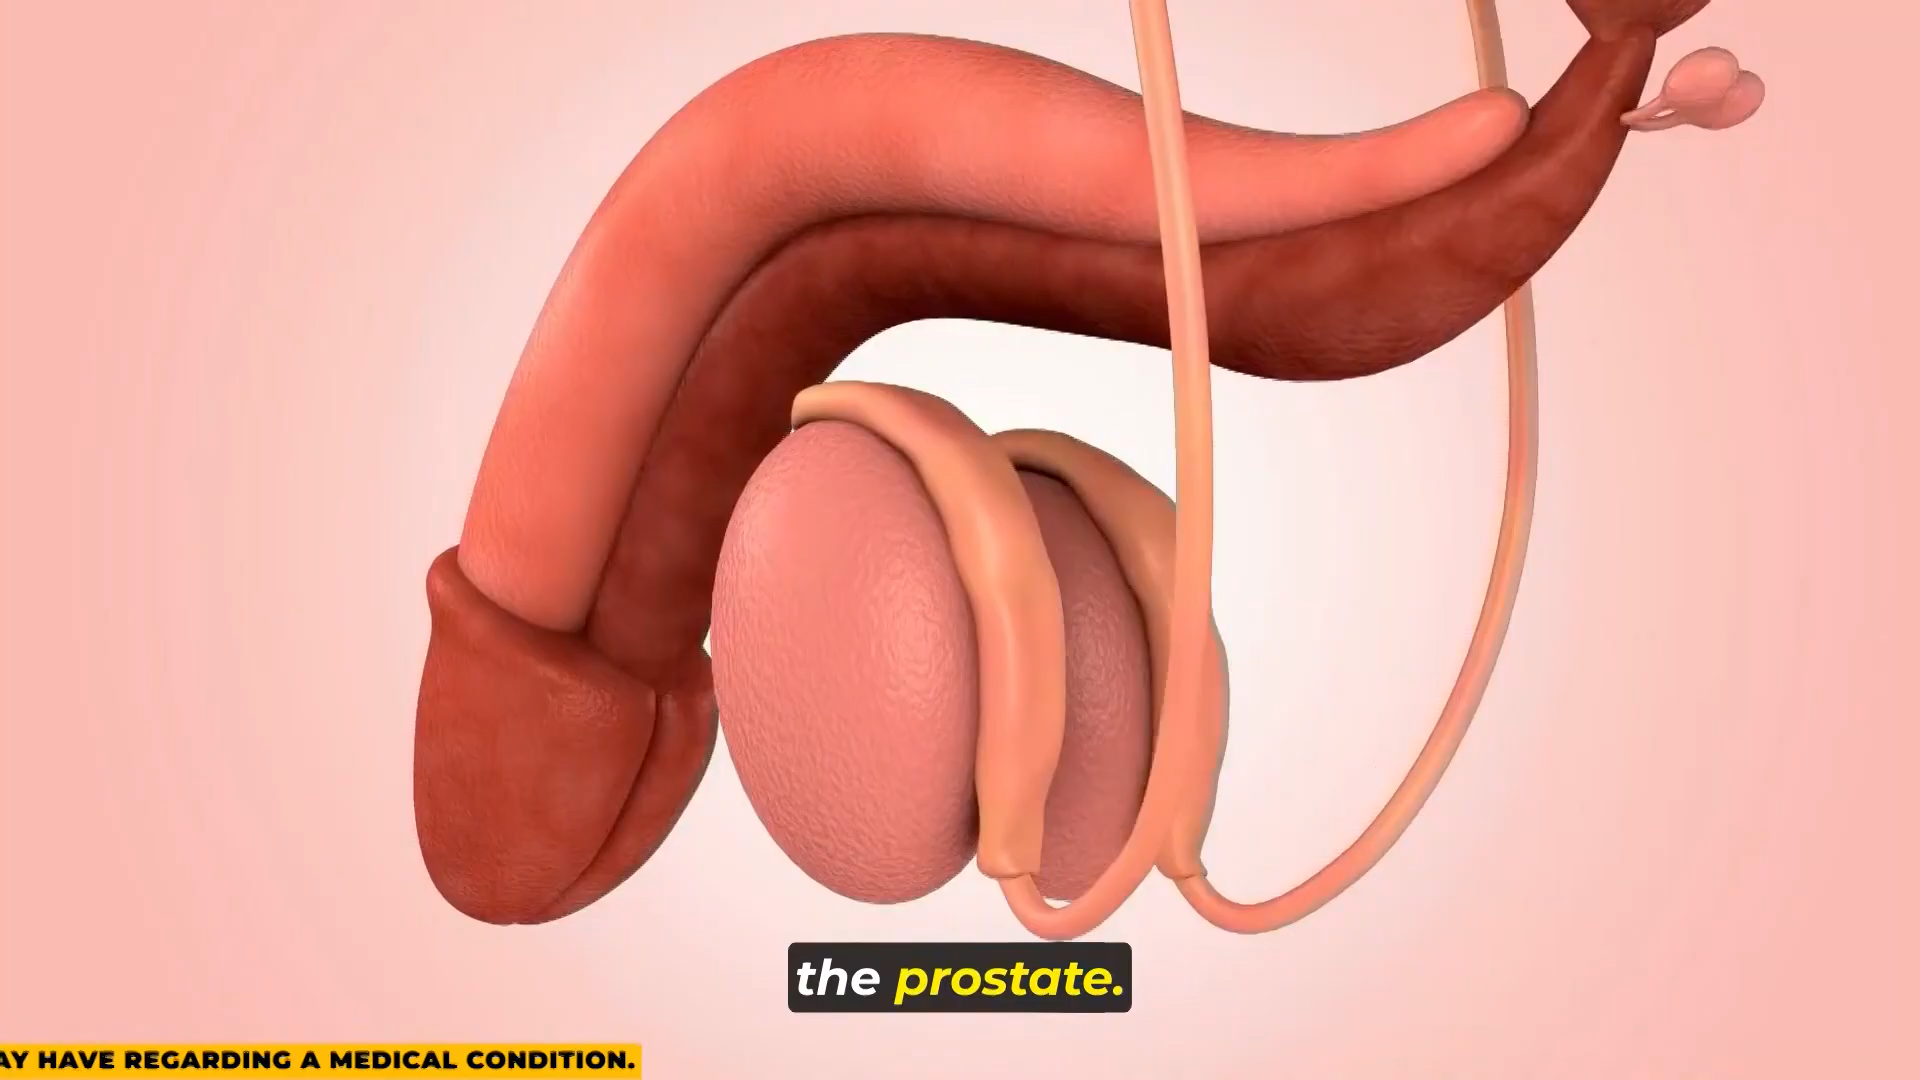 the prostate.
AY HAVE REGARDING A MEDICAL CONDITION.